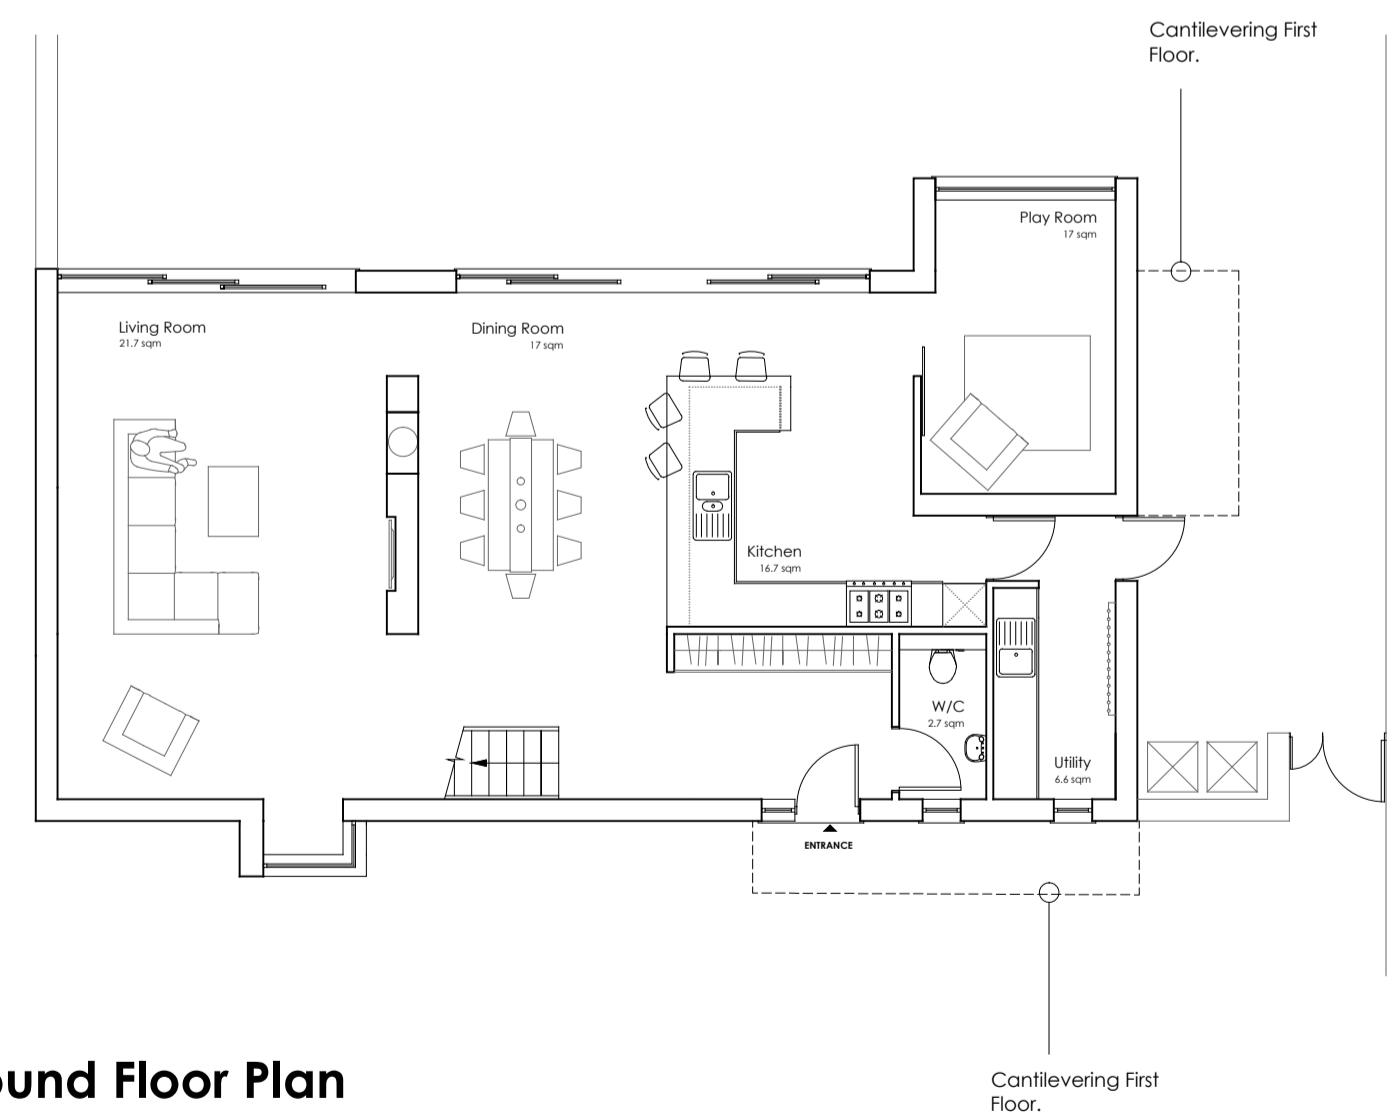 Cantilevering First
Floor.
Play Room
17 sqm
Living Room
21.7 sqm
Dining Room
17 sqm
Kitchen
16.7 sqm
W/C
2.7 sqm
Utility
6.6 sqm
ENTRANCE
Cantilevering First
Floor.
Floor Plan